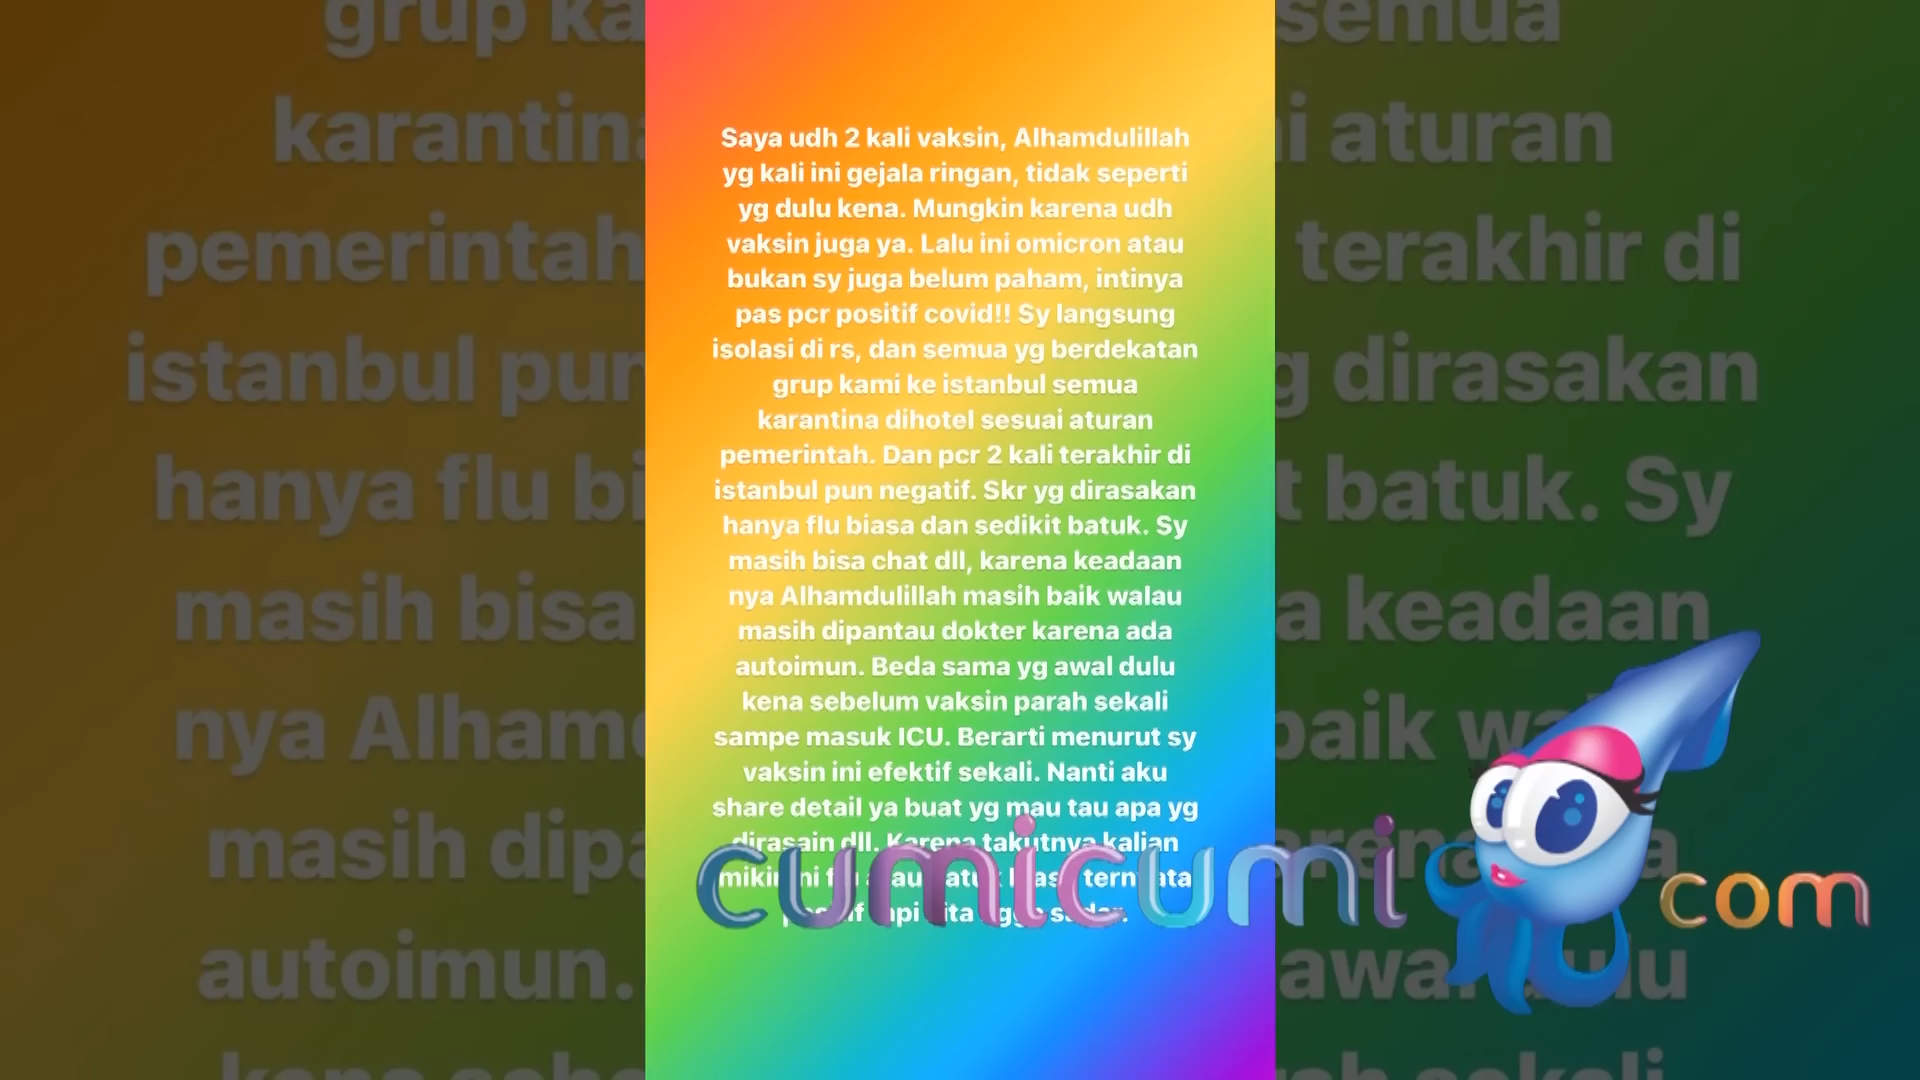 Saya udh 2 kali vaksin, Alhamdulillah
yg kali ini gejala ringan, tidak seperti
yg dulu kena. Mungkin karena udh
vaksin juga ya. Lalu ini omicron atau
bukan sy juga belum paham, intinya
pas pcr positif covid!! Sy langsung
isolasi di rs, dan semua yg berdekatan
grup kami ke istanbul semua
karantina dihotel sesuai aturan
pemerintah. Dan pcr 2 kali terakhir di
istanbul pun negatif. Skr yg dirasakan
hanya flu biasa dan sedikit batuk. Sy
masih bisa chat dll, karena keadaan
nya Alhamdulillah masih baik walau
masih dipantau dokter karena ada
autoimun. Beda sama yg awal dulu
kena sebelum vaksin parah sekali
sampe masuk ICU. Berarti menurut sy
vaksin ini efektif sekali. Nanti aku
share detail ya buat yg mau tau apa yg
dirasain dll. Karena takutnya kalian
ternyata
cumicumi com